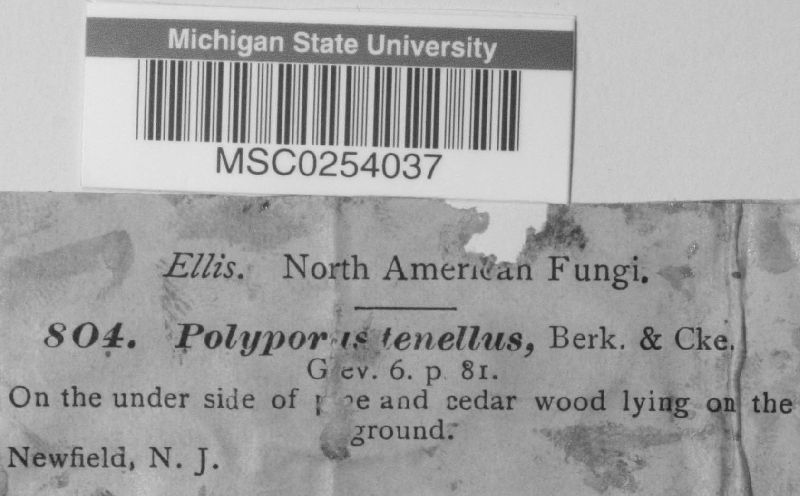 Michigan State University
MSC0254037
Ellis. North American Fungi.
804. Polyporus tenellus, Berk. & Cke.
Grev. 6. p. 81.
On the under side of and cedar wood lying on the
ground.
Newfield, N. J.